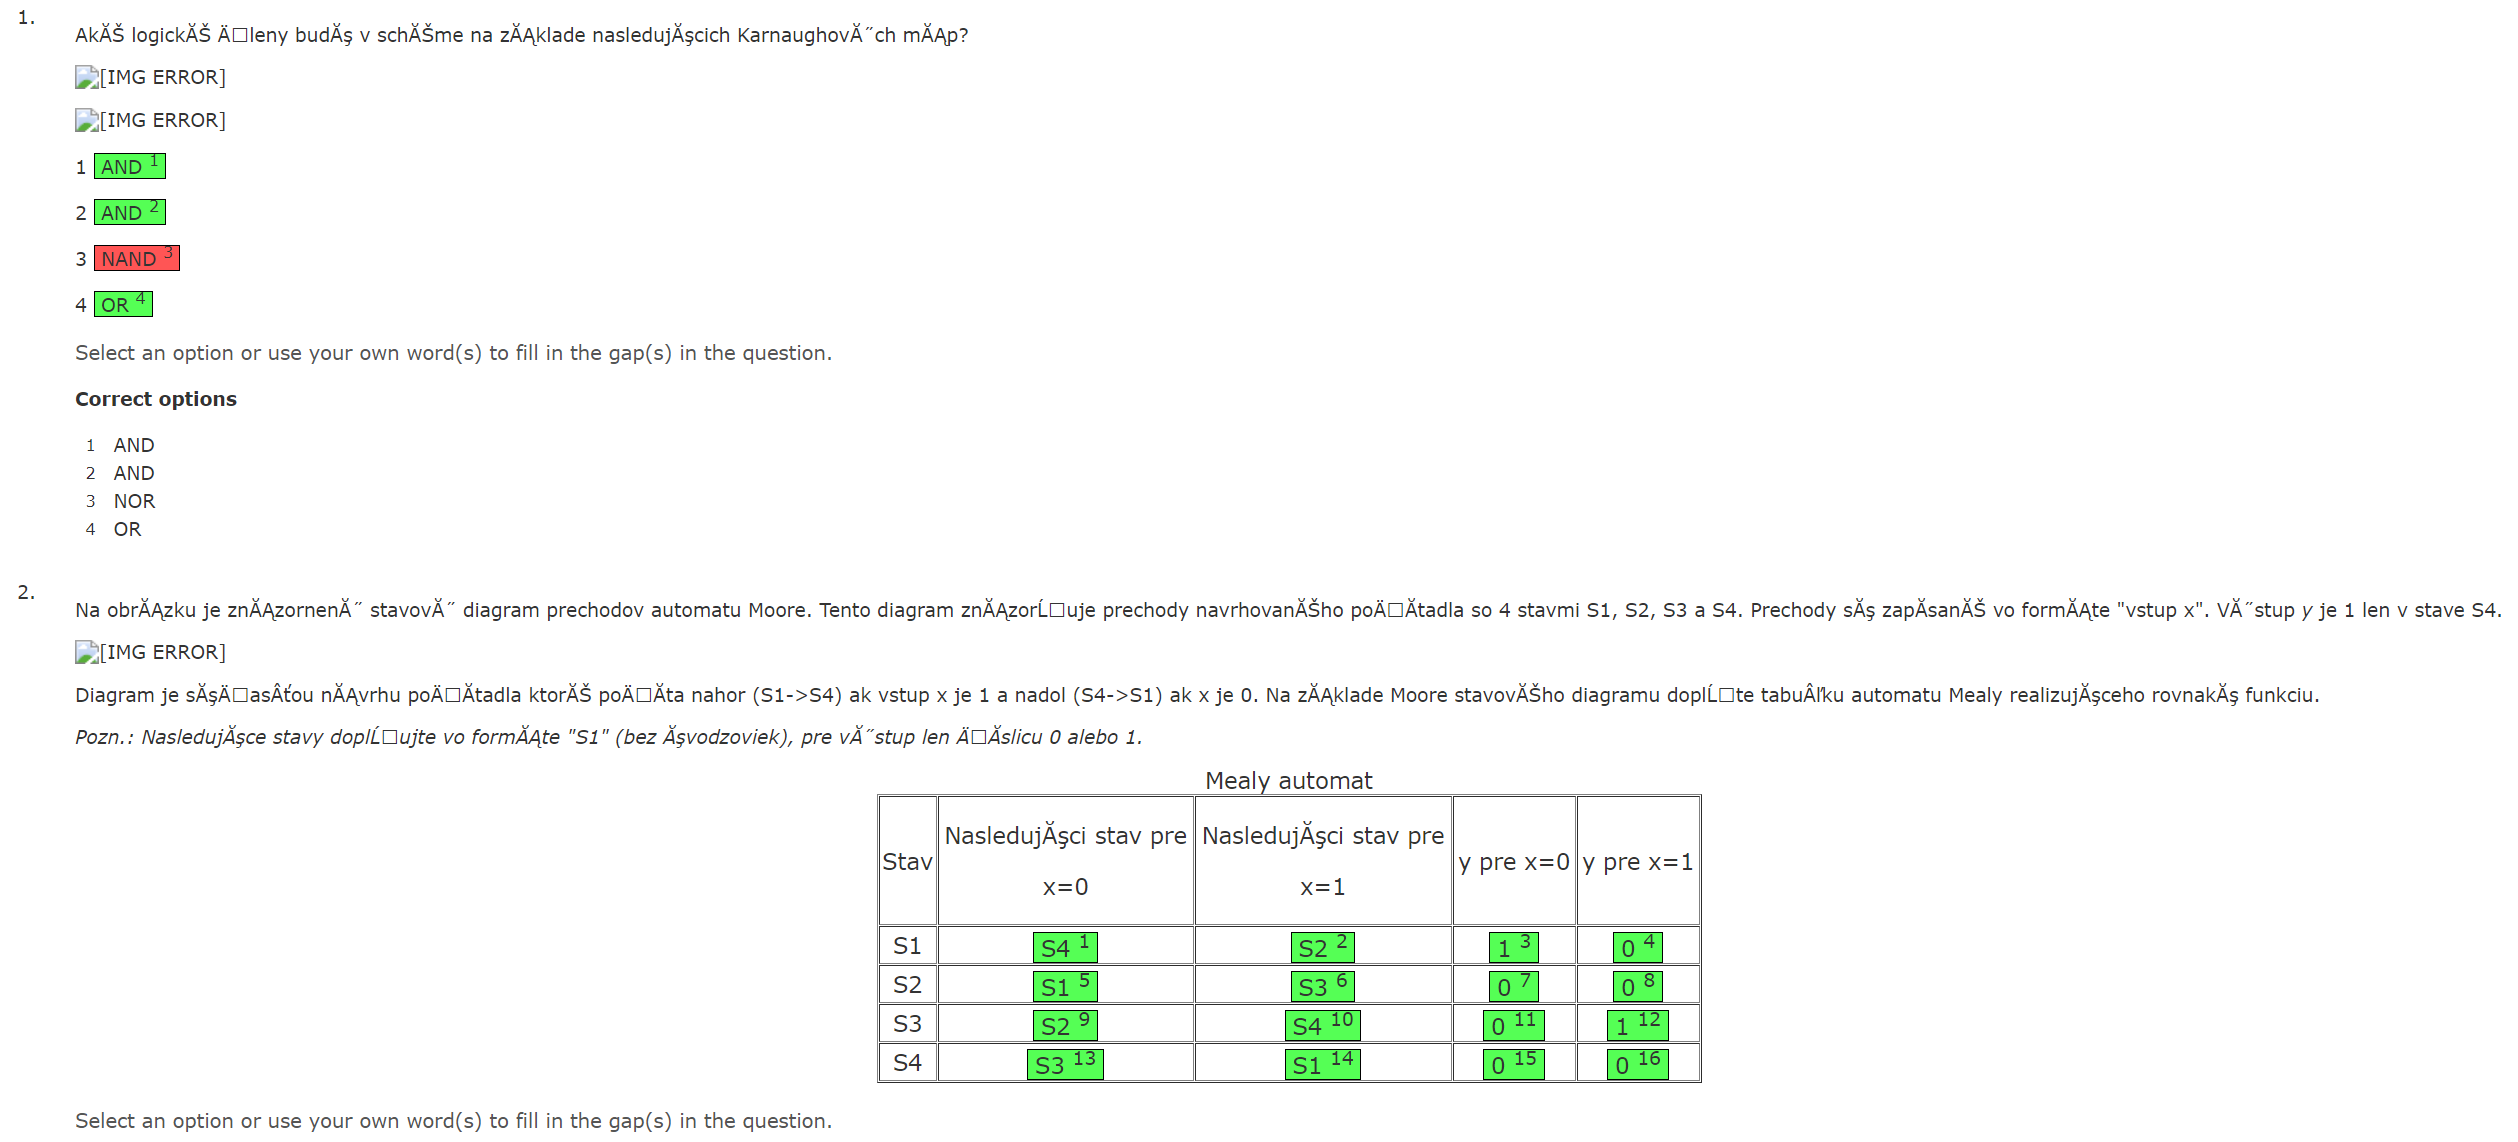 1.
AkĂŠ logickĂŠ Ä□leny budĂş v schĂŠme na zĂĄklade nasledujĂşcich KarnaughovĂ˝ch mĂĄp?
[IMG ERROR]
[IMG ERROR]
1 AND 1
2 AND 2
3 NAND 3
4 OR 4
Select an option or use your own word(s) to fill in the gap(s) in the question.
Correct options
1 AND
2 AND
3 NOR
4 OR
2.
Na obrĂĄzku je znĂĄzornenĂ˝ stavovĂ˝ diagram prechodov automatu Moore. Tento diagram znĂĄzorĹ□uje prechody navrhovanĂŠho poÄ□Ă­tadla so 4 stavmi S1, S2, S3 a S4. Prechody sĂş zapĂ­sanĂŠ vo formĂĄte "vstup x". VĂ˝stup y je 1 len v stave S4.
[IMG ERROR]
Diagram je sĂşÄ□asÂťou nĂĄvrhu poÄ□Ă­tadla ktorĂŠ poÄ□Ă­ta nahor (S1->S4) ak vstup x je 1 a nadol (S4->S1) ak x je 0. Na zĂĄklade Moore stavovĂŠho diagramu doplĹ□te tabuÂľku automatu Mealy realizujĂşceho rovnakĂş funkciu.
Pozn.: NasledujĂşce stavy doplĹ□ujte vo formĂĄte "S1" (bez Ăşvodzoviek), pre vĂ˝stup len Ä□Ă­slicu 0 alebo 1.
Mealy automat
Stav NasledujĂşci stav pre x=0 NasledujĂşci stav pre x=1 y pre x=0 y pre x=1
S1 S4 1 S2 2 1 3 0 4
S2 S1 5 S3 6 0 7 0 8
S3 S2 9 S4 10 0 11 1 12
S4 S3 13 S1 14 0 15 0 16
Select an option or use your own word(s) to fill in the gap(s) in the question.